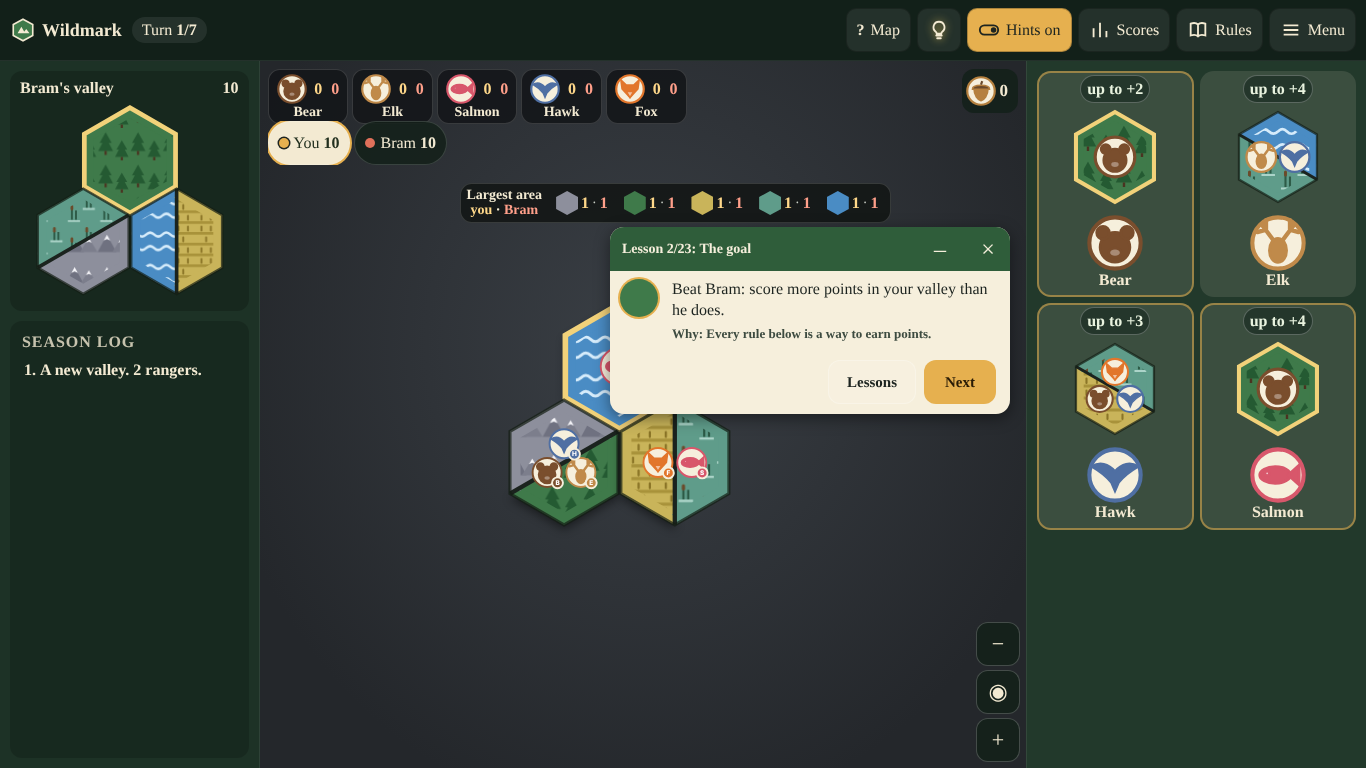 Wildmark
Turn 1/7
? Map
Hints on
Scores
Rules
Menu
Bram's valley 10
SEASON LOG
1. A new valley. 2 rangers.
0 0
Bear
0 0
Elk
0 0
Salmon
0 0
Hawk
0 0
Fox
0
You 10
Bram 10
Largest area
you · Bram
1 · 1
1 · 1
1 · 1
1 · 1
1 · 1
Lesson 2/23: The goal
Beat Bram: score more points in your valley than
he does.
Why: Every rule below is a way to earn points.
Lessons
Next
H
B
E
F
S
up to +2
Bear
up to +4
Elk
up to +3
Hawk
up to +4
Salmon